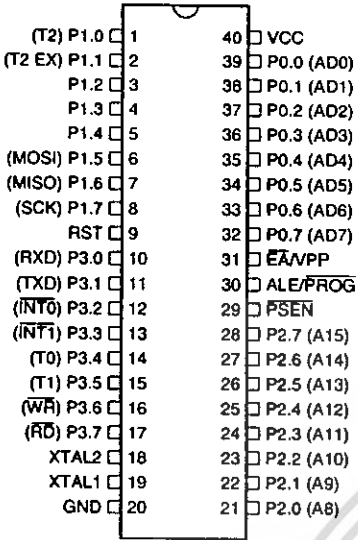 (T2) P1.0 1 40 VCC
(T2 EX) P1.1 2 39 P0.0 (AD0)
P1.2 3 38 P0.1 (AD1)
P1.3 4 37 P0.2 (AD2)
P1.4 5 36 P0.3 (AD3)
(MOSI) P1.5 6 35 P0.4 (AD4)
(MISO) P1.6 7 34 P0.5 (AD5)
(SCK) P1.7 8 33 P0.6 (AD6)
RST 9 32 P0.7 (AD7)
(RXD) P3.0 10 31 E̅A̅/VPP
(TXD) P3.1 11 30 ALE/P̅R̅O̅G̅
(I̅N̅T̅0̅) P3.2 12 29 P̅S̅E̅N̅
(I̅N̅T̅1̅) P3.3 13 28 P2.7 (A15)
(T0) P3.4 14 27 P2.6 (A14)
(T1) P3.5 15 26 P2.5 (A13)
(W̅R̅) P3.6 16 25 P2.4 (A12)
(R̅D̅) P3.7 17 24 P2.3 (A11)
XTAL2 18 23 P2.2 (A10)
XTAL1 19 22 P2.1 (A9)
GND 20 21 P2.0 (A8)